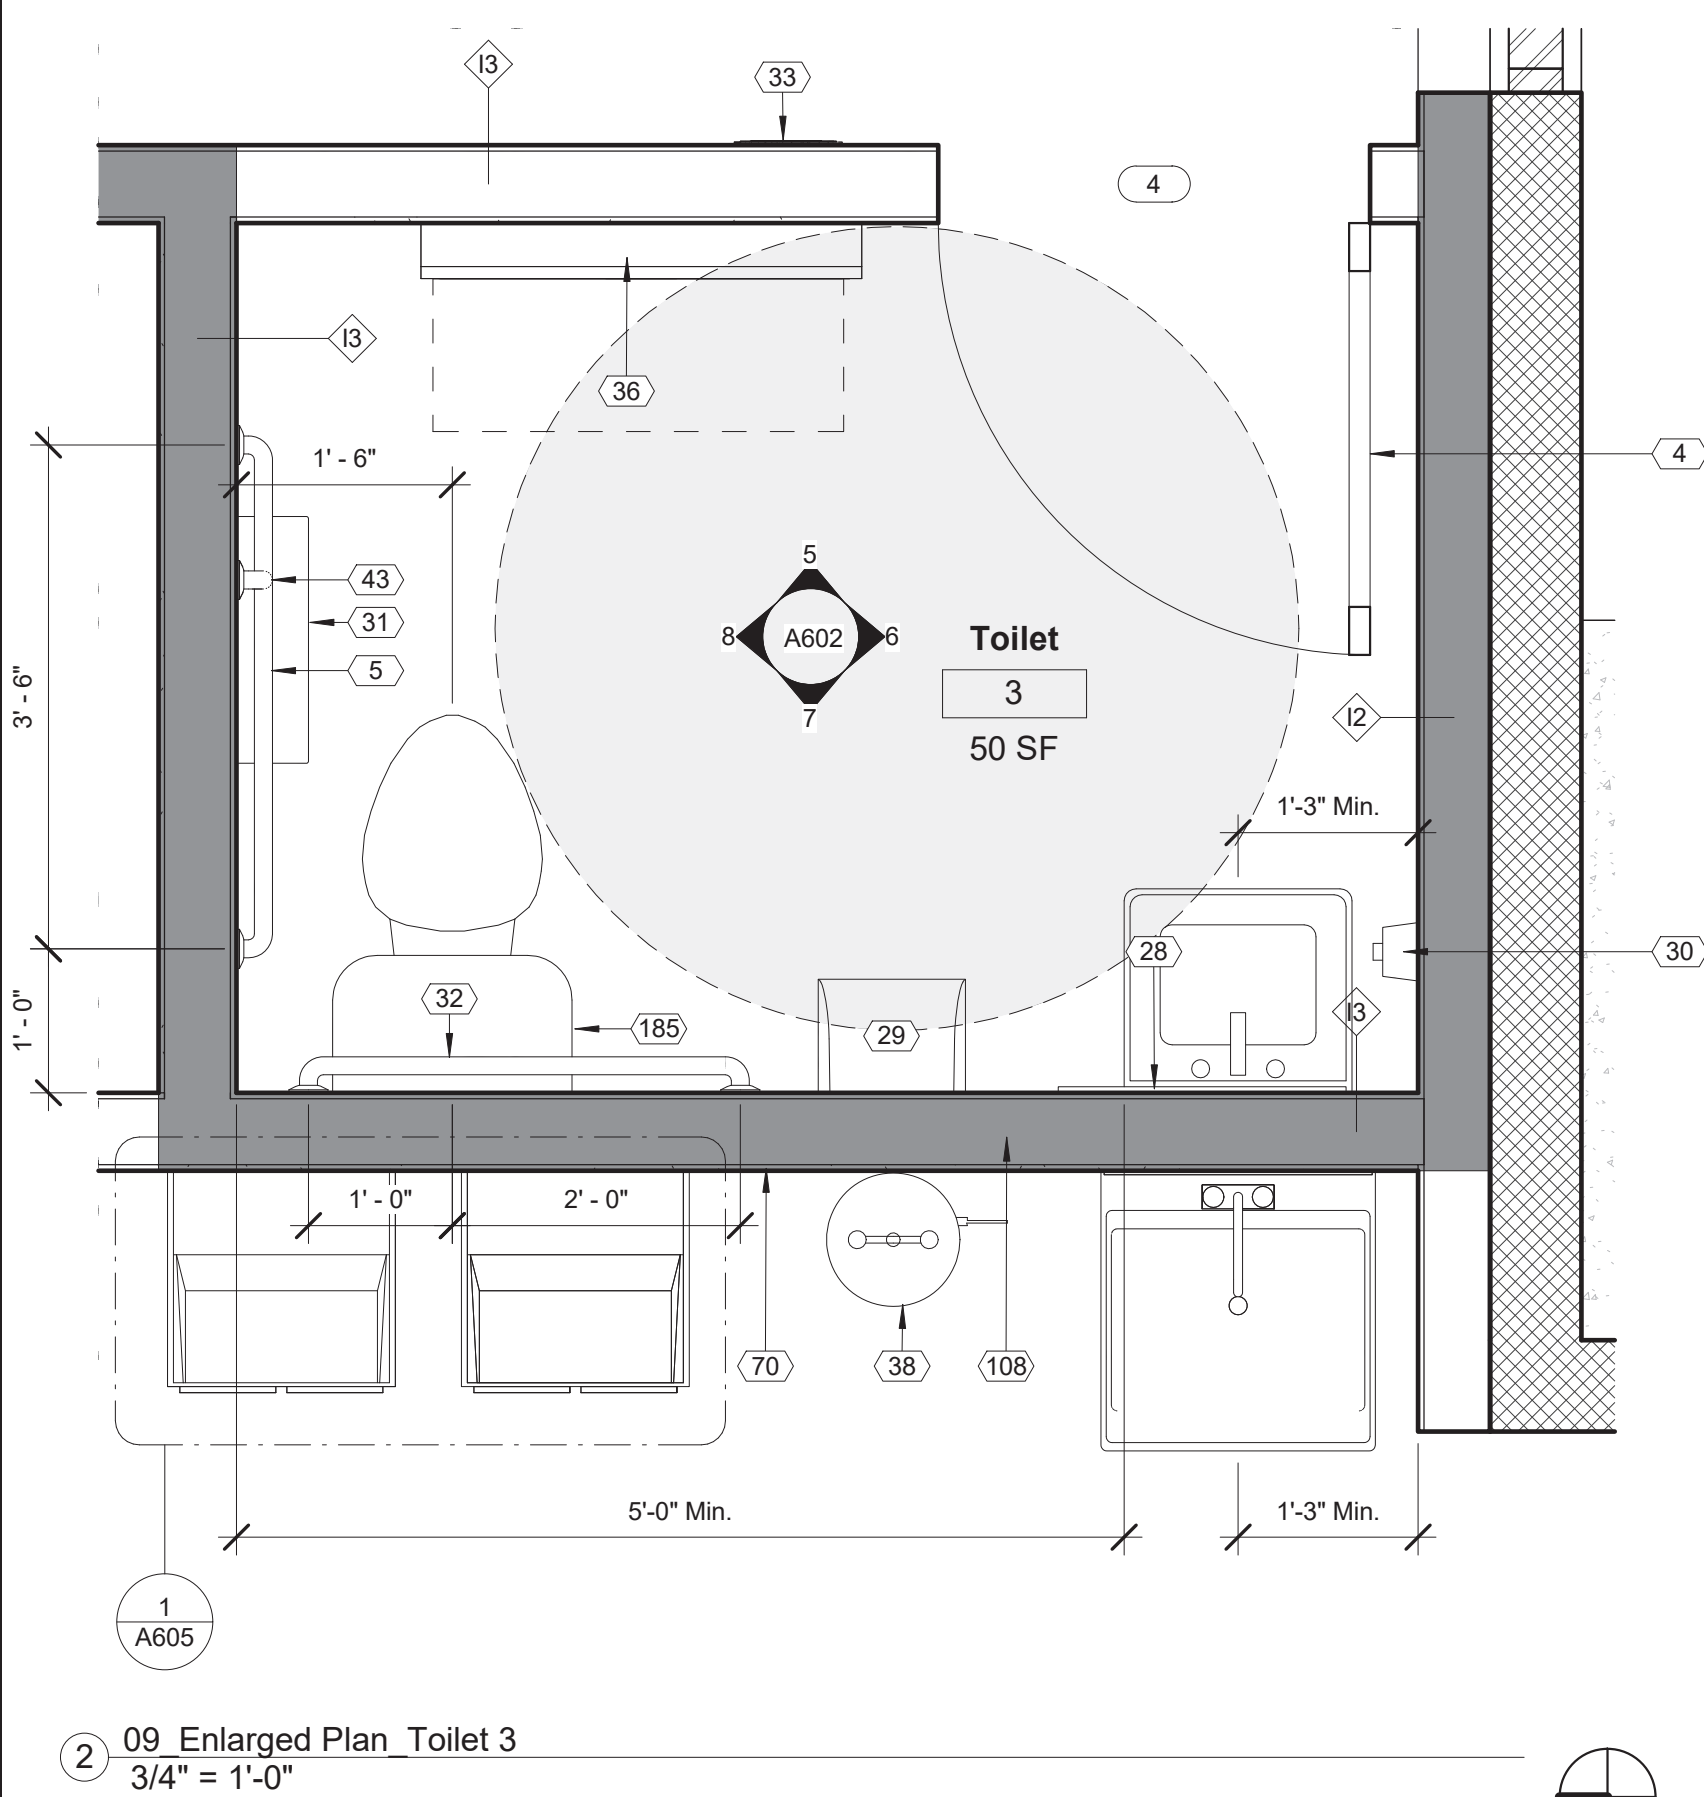 I3
33
4
I3
36
4
1' - 6"
5
43
8
A602
6
Toilet
31
5
3
3' - 6"
7
I2
50 SF
1'-3" Min.
28
30
32
I3
1' - 0"
185
29
1' - 0"
2' - 0"
70
38
108
5'-0" Min.
1'-3" Min.
1
A605
2
09_Enlarged Plan_Toilet 3
3/4" = 1'-0"